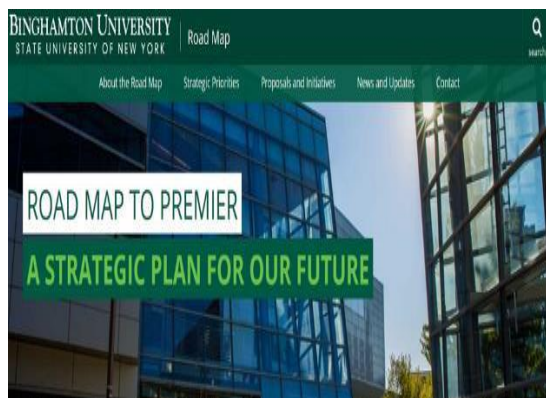 BINGHAMTON UNIVERSITY
STATE UNIVERSITY OF NEW YORK
Road Map
search
About the Road Map Strategic Priorities Proposals and Initiatives News and Updates Contact
ROAD MAP TO PREMIER
A STRATEGIC PLAN FOR OUR FUTURE